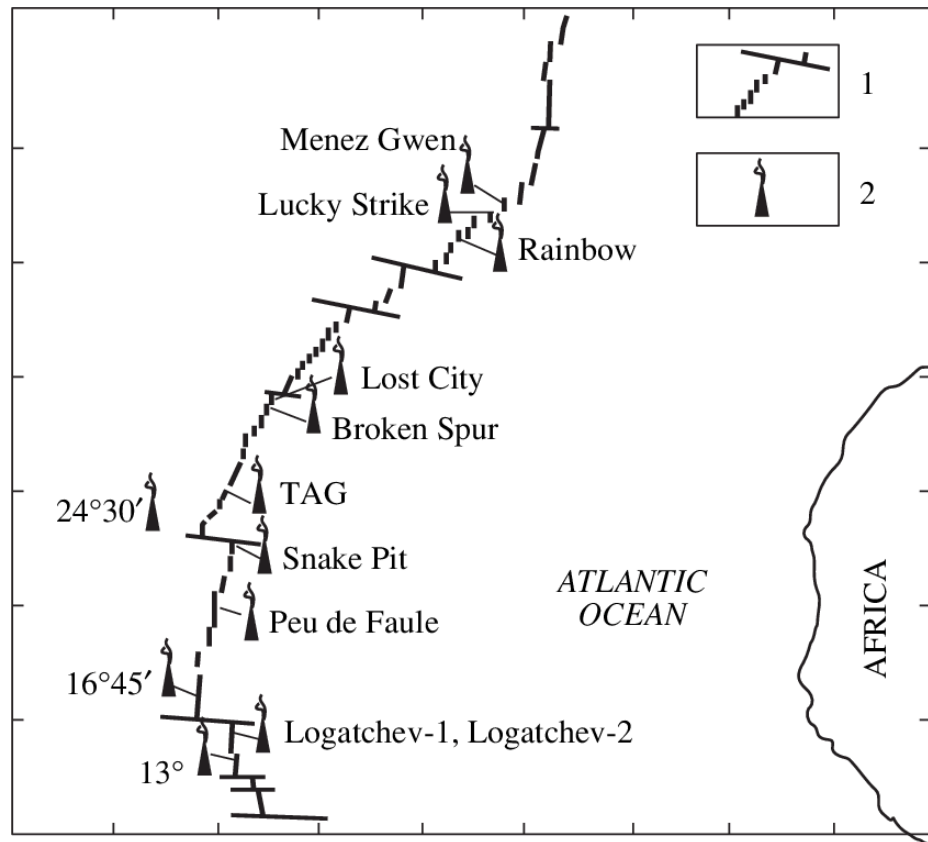 1
Menez Gwen
2
Lucky Strike
Rainbow
Lost City
Broken Spur
TAG
24°30′
Snake Pit
ATLANTIC
OCEAN
AFRICA
Peu de Faule
16°45′
Logatchev-1, Logatchev-2
13°